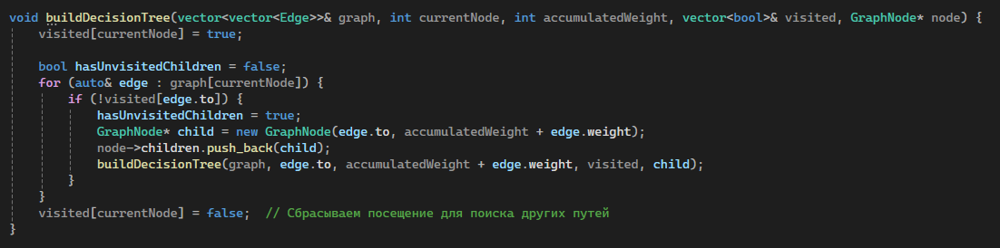 void buildDecisionTree(vector<vector<Edge>>& graph, int currentNode, int accumulatedWeight, vector<bool>& visited, GraphNode* node) {
visited[currentNode] = true;
bool hasUnvisitedChildren = false;
for (auto& edge : graph[currentNode]) {
if (!visited[edge.to]) {
hasUnvisitedChildren = true;
GraphNode* child = new GraphNode(edge.to, accumulatedWeight + edge.weight);
node->children.push_back(child);
buildDecisionTree(graph, edge.to, accumulatedWeight + edge.weight, visited, child);
}
}
visited[currentNode] = false; // Сбрасываем посещение для поиска других путей
}